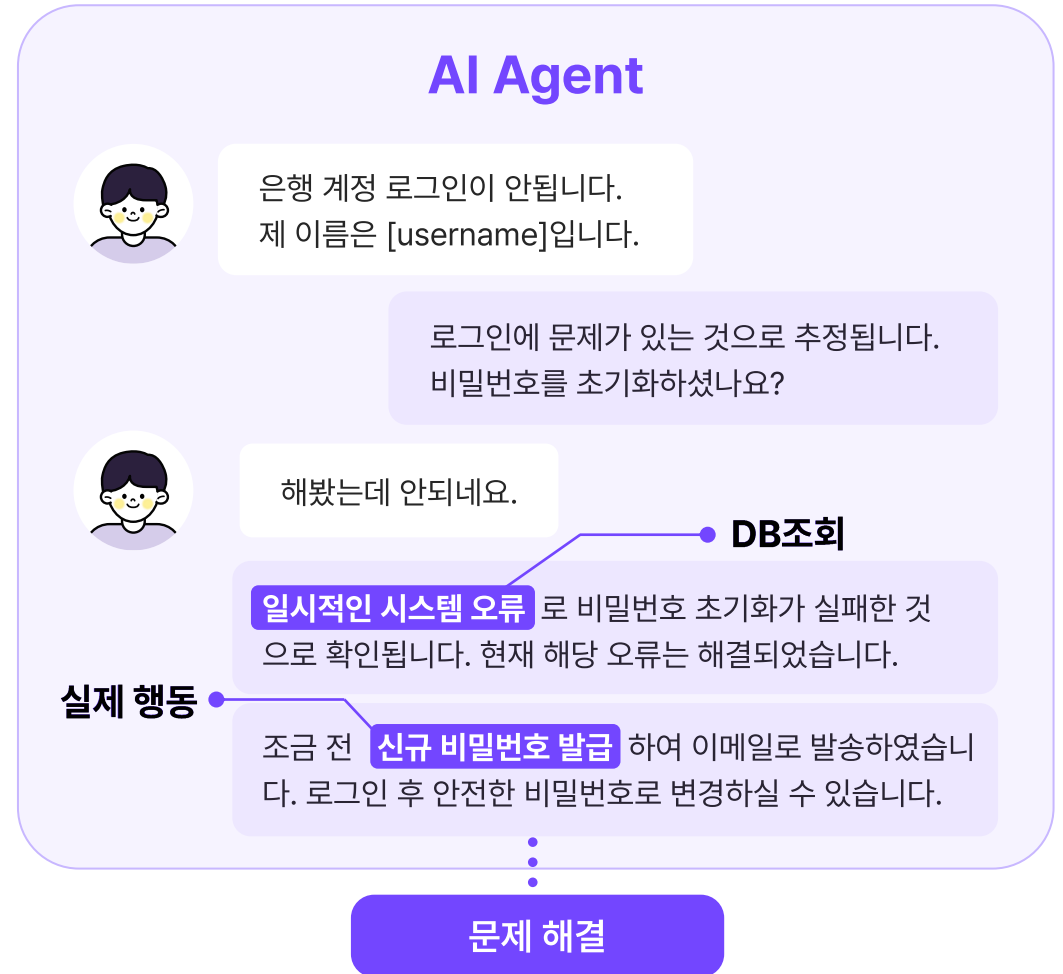 AI Agent
은행 계정 로그인이 안됩니다.
제 이름은 [username]입니다.
로그인에 문제가 있는 것으로 추정됩니다.
비밀번호를 초기화하셨나요?
해봤는데 안되네요.
DB조회
일시적인 시스템 오류 로 비밀번호 초기화가 실패한 것
으로 확인됩니다. 현재 해당 오류는 해결되었습니다.
실제 행동
조금 전 신규 비밀번호 발급 하여 이메일로 발송하였습니
다. 로그인 후 안전한 비밀번호로 변경하실 수 있습니다.
문제 해결